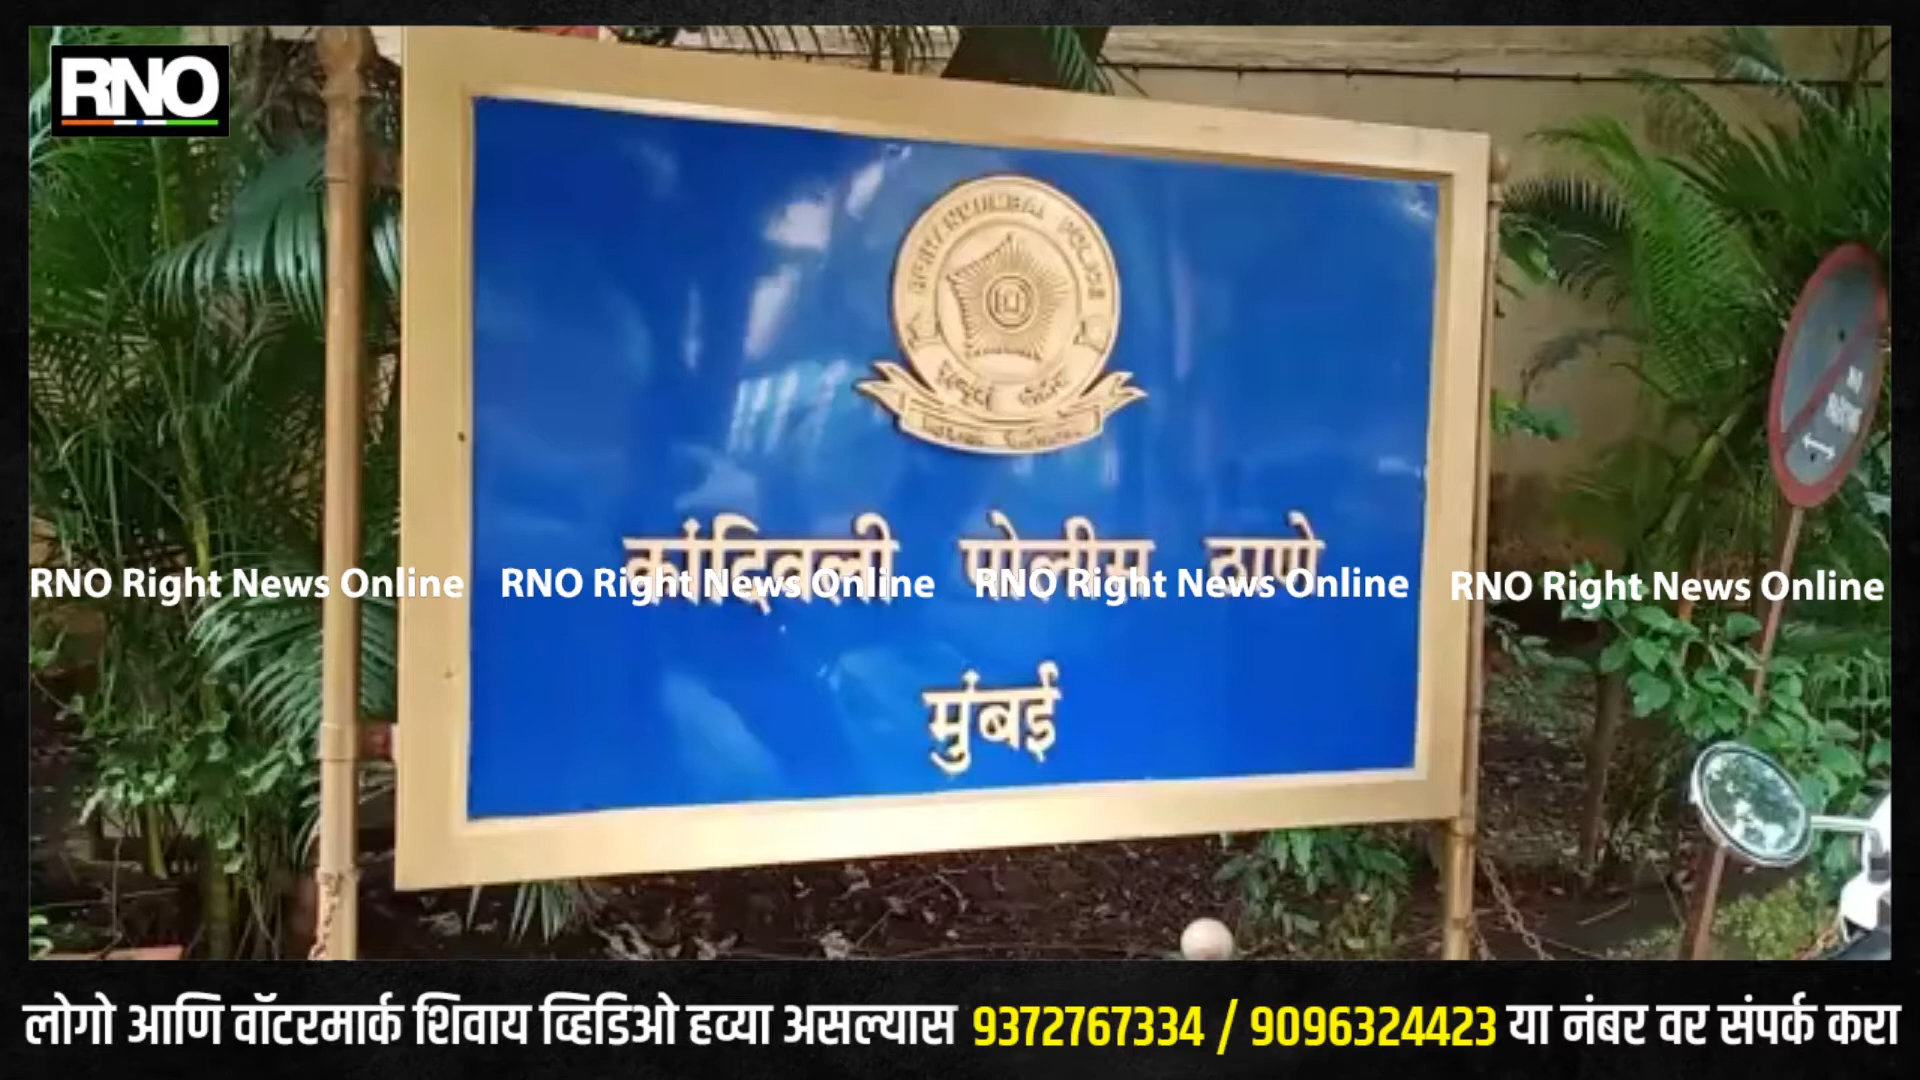 RNO
POLICE
कांदिवली पोलीस ठाणे
RNO Right News Online RNO Right News Online RNO Right News Online RNO Right News Online
मुंबई
लोगो आणि वॉटरमार्क शिवाय व्हिडिओ हव्या असल्यास 9372767334 / 9096324423 या नंबर वर संपर्क करा